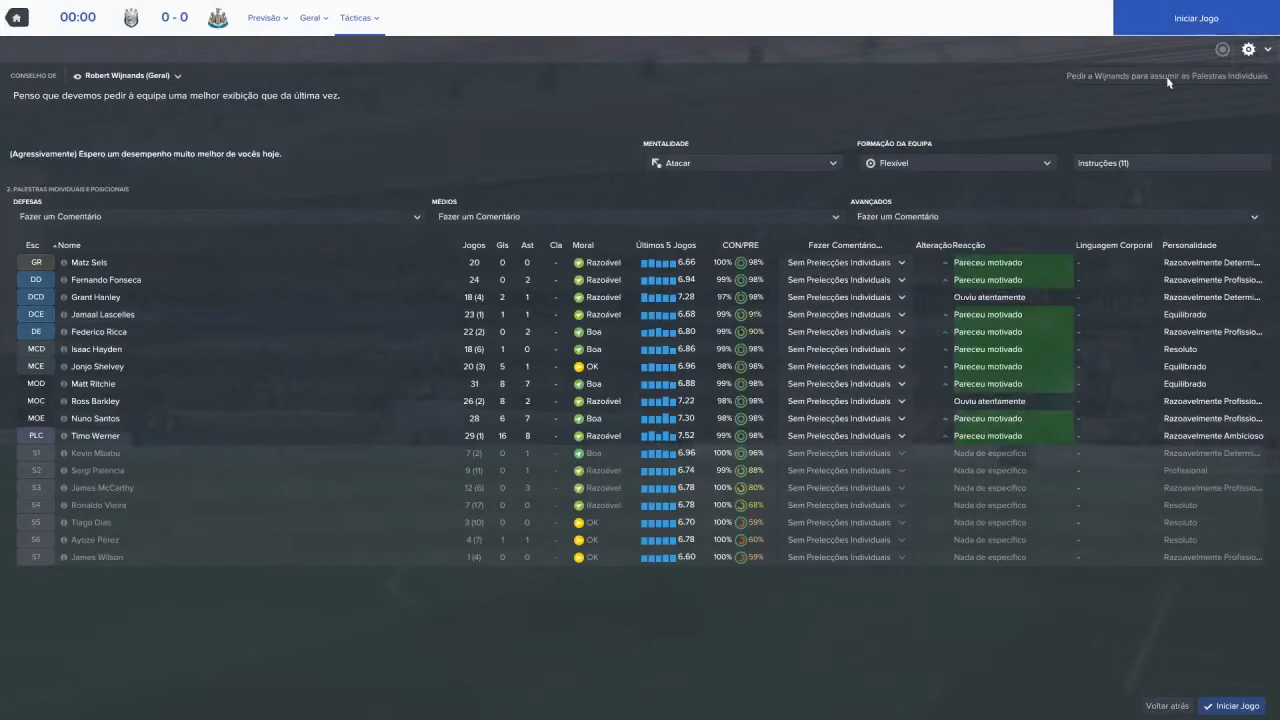 00:00 0 - 0 Previsão Geral Tácticas Iniciar Jogo
CONSELHO DE Robert Wijnands (Geral) Pedir a Wijnands para assumir as Palestras Individuais
Penso que devemos pedir à equipa uma melhor exibição que da última vez.
MENTALIDADE FORMAÇÃO DA EQUIPA
(Agressivamente) Espero um desempenho muito melhor de vocês hoje.
Atacar Flexível Instruções (11)
2. PALESTRAS INDIVIDUAIS E POSICIONAIS
DEFESAS MÉDIOS AVANÇADOS
Fazer um Comentário Fazer um Comentário Fazer um Comentário
Esc Nome Jogos Gls Ast Cla Moral Últimos 5 Jogos CON/PRE Fazer Comentário... Alteração Reacção Linguagem Corporal Personalidade
GR Matz Sels 20 0 0 - Razoável 6.66 100% 98% Sem Prelecções Individuais Pareceu motivado - Razoavelmente Determi...
DD Fernando Fonseca 24 0 2 - Razoável 6.94 99% 98% Sem Prelecções Individuais Pareceu motivado - Razoavelmente Profissio...
DCD Grant Hanley 18 (4) 2 1 - Razoável 7.28 97% 98% Sem Prelecções Individuais Ouviu atentamente - Razoavelmente Determi...
DCE Jamaal Lascelles 23 (1) 1 1 - Razoável 6.68 99% 91% Sem Prelecções Individuais Pareceu motivado - Equilibrado
DE Federico Ricca 22 (2) 0 2 - Boa 6.80 99% 90% Sem Prelecções Individuais Pareceu motivado - Razoavelmente Profissio...
MCD Isaac Hayden 18 (6) 1 0 - Boa 6.86 99% 98% Sem Prelecções Individuais Pareceu motivado - Resoluto
MCE Jonjo Shelvey 20 (3) 5 1 - OK 6.96 98% 98% Sem Prelecções Individuais Pareceu motivado - Equilibrado
MOD Matt Ritchie 31 8 7 - Boa 6.88 99% 98% Sem Prelecções Individuais Pareceu motivado - Equilibrado
MOC Ross Barkley 26 (2) 8 2 - Razoável 7.22 98% 98% Sem Prelecções Individuais Ouviu atentamente - Razoavelmente Profissio...
MOE Nuno Santos 28 6 7 - Boa 7.30 98% 98% Sem Prelecções Individuais Pareceu motivado - Razoavelmente Profissio...
PLC Timo Werner 29 (1) 16 8 - Razoável 7.52 99% 98% Sem Prelecções Individuais Pareceu motivado - Razoavelmente Ambicioso
S1 Kevin Mbabu 7 (2) 0 1 - Boa 6.96 100% 96% Sem Prelecções Individuais Nada de específico - Razoavelmente Determi...
S2 Sergi Palencia 9 (11) 0 1 - Razoável 6.74 99% 88% Sem Prelecções Individuais Nada de específico - Profissional
S3 James McCarthy 12 (6) 0 3 - Razoável 6.78 100% 80% Sem Prelecções Individuais Nada de específico - Razoavelmente Profissio...
S4 Ronaldo Vieira 7 (17) 0 0 - Razoável 6.78 100% 68% Sem Prelecções Individuais Nada de específico - Resoluto
S5 Tiago Dias 3 (10) 0 0 - OK 6.70 100% 59% Sem Prelecções Individuais Nada de específico - Resoluto
S6 Ayoze Pérez 4 (7) 1 1 - OK 6.78 100% 60% Sem Prelecções Individuais Nada de específico - Resoluto
S7 James Wilson 1 (4) 0 0 - OK 6.60 100% 59% Sem Prelecções Individuais Nada de específico - Razoavelmente Profissio...
Voltar atrás Iniciar Jogo